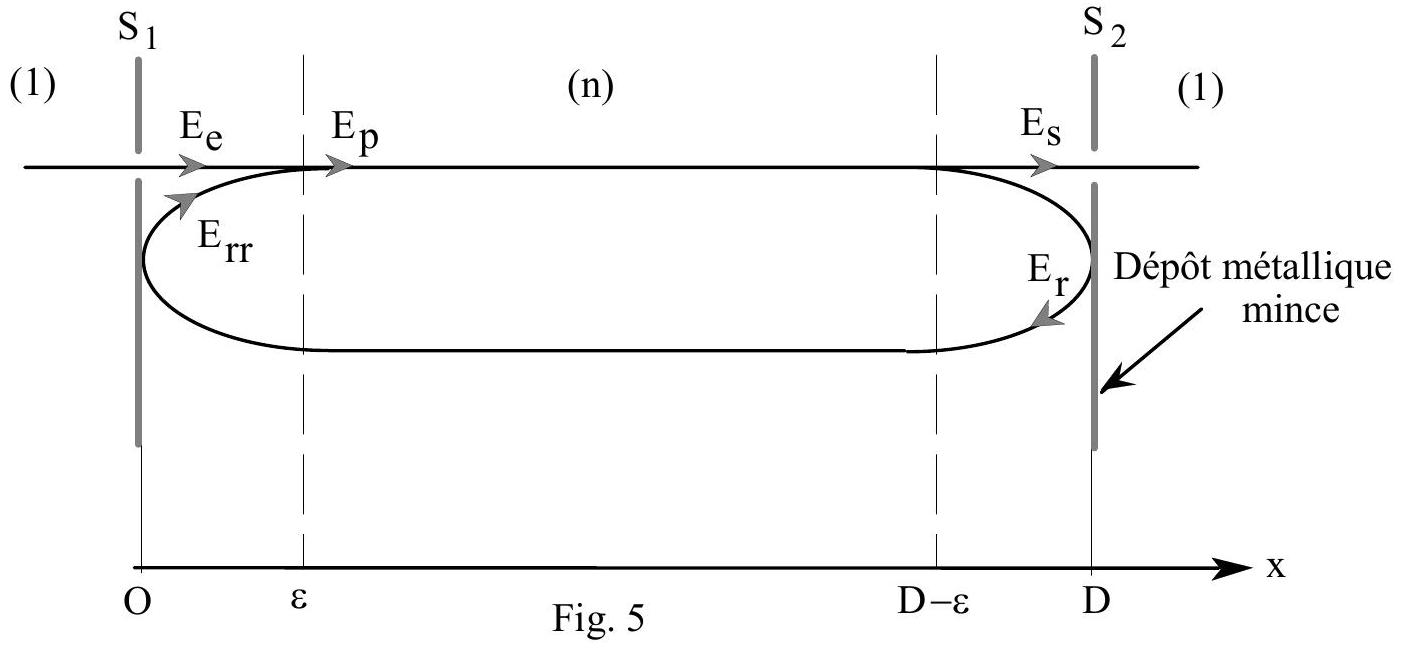 S1
S2
(1)
(n)
(1)
Ee
Ep
Es
Err
Er
Dépôt métallique
mince
x
O
ε
D–ε
D
Fig. 5